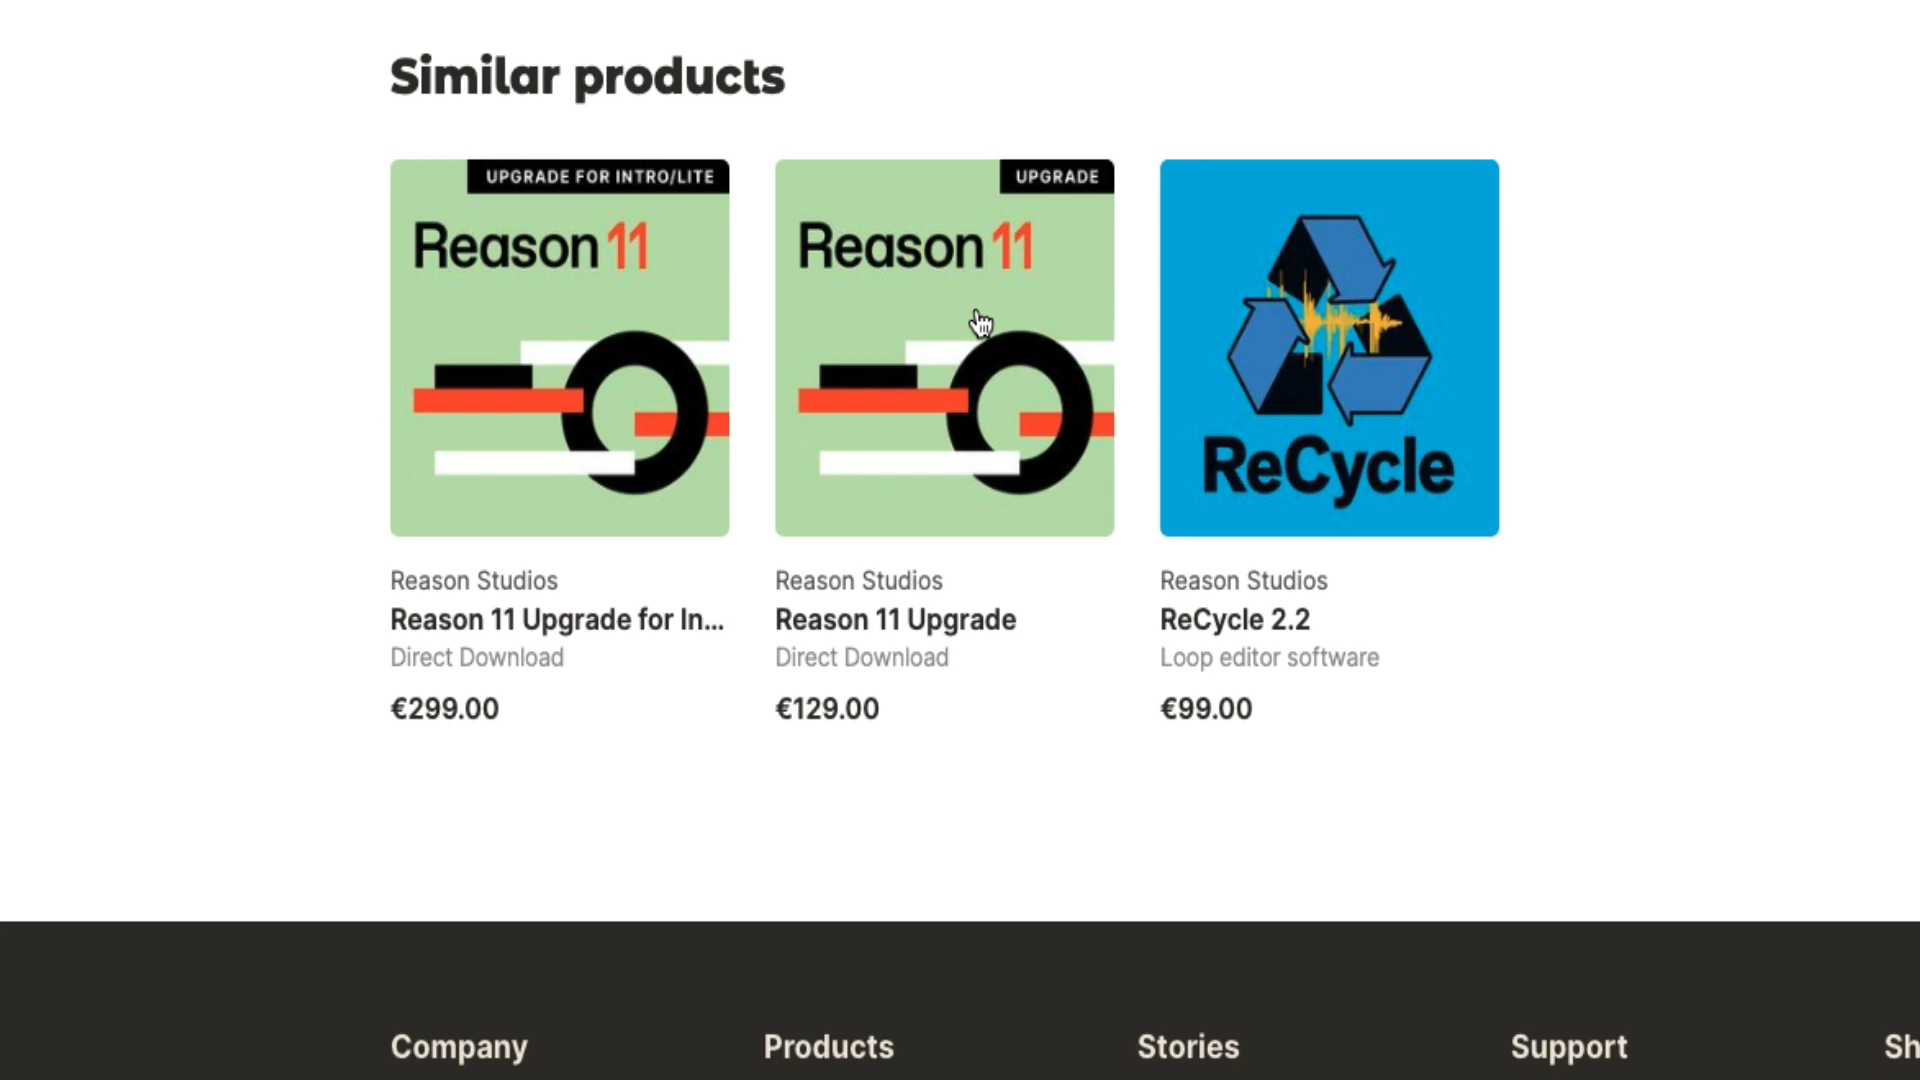 Similar products
UPGRADE FOR INTRO/LITE
Reason 11
Reason Studios
Reason 11 Upgrade for In...
Direct Download
€299.00
UPGRADE
Reason 11
Reason Studios
Reason 11 Upgrade
Direct Download
€129.00
ReCycle
Reason Studios
ReCycle 2.2
Loop editor software
€99.00
Company
Products
Stories
Support
Sh